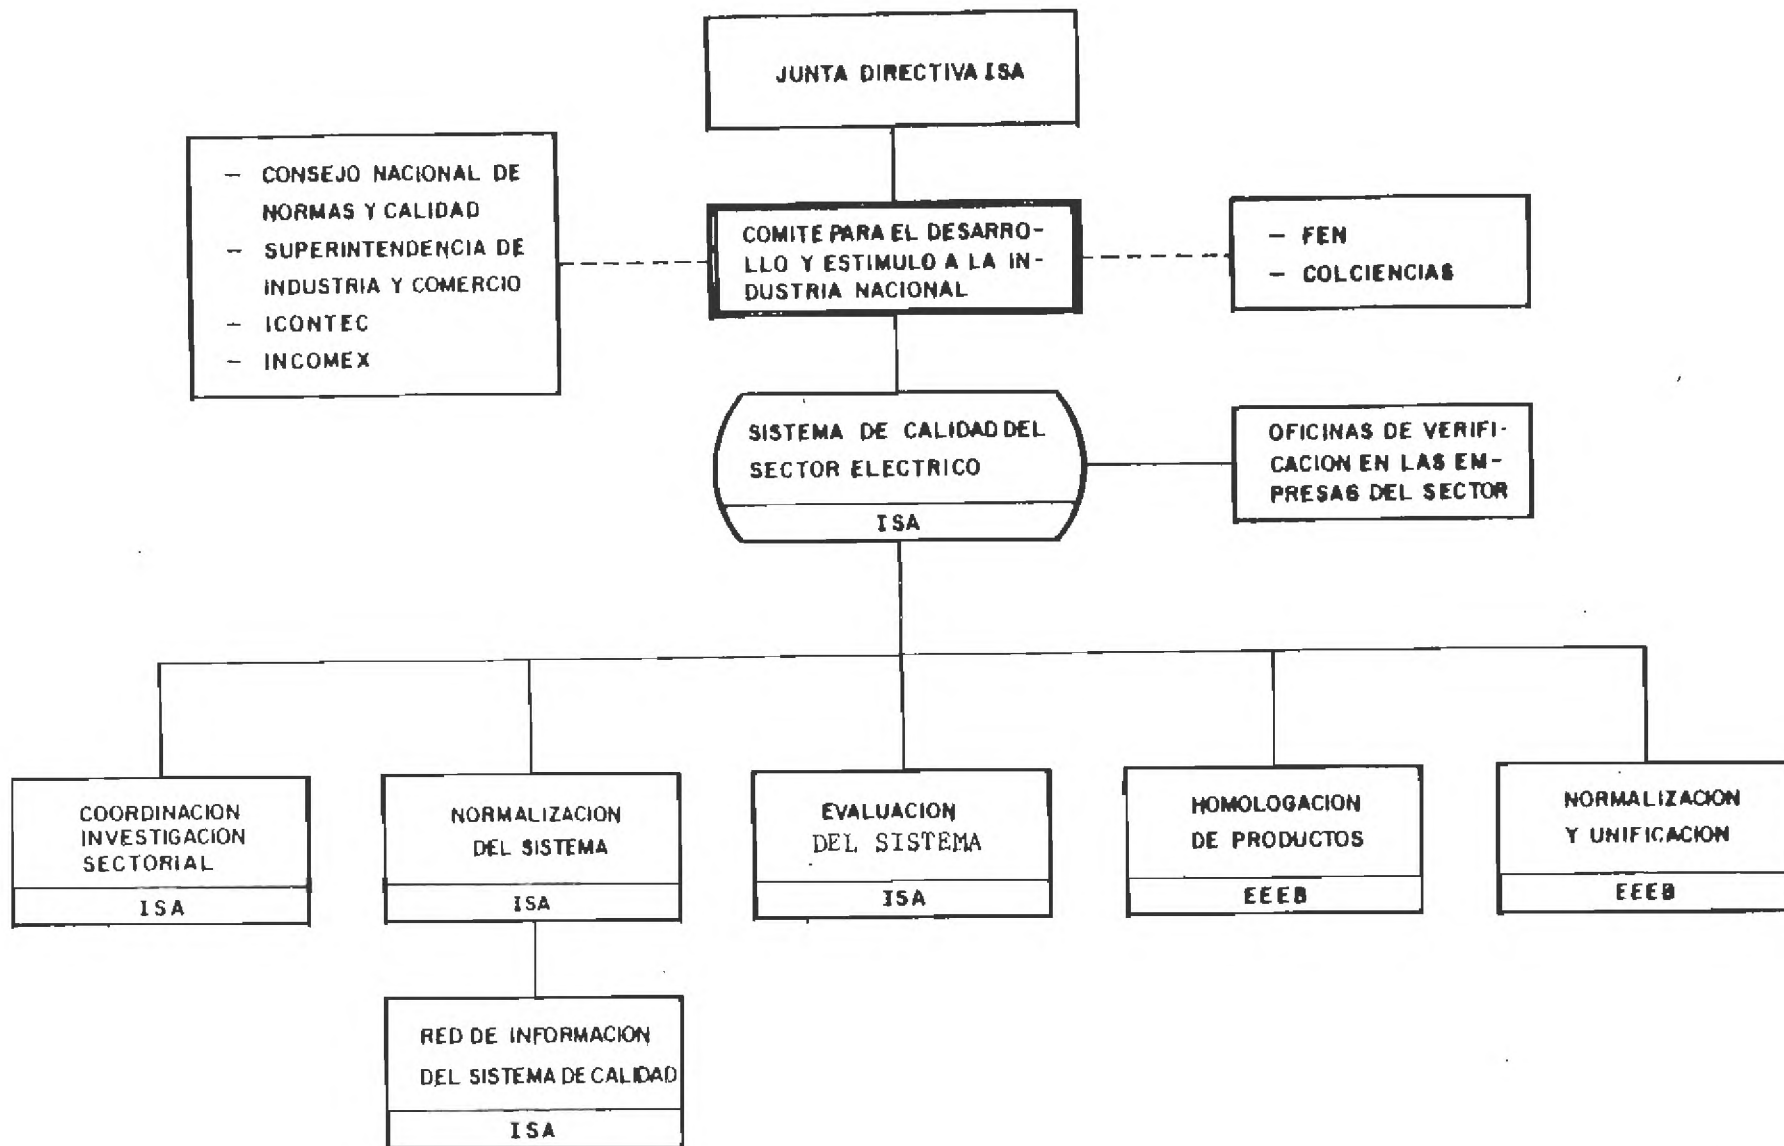 JUNTA DIRECTIVA ISA
— CONSEJO NACIONAL DE
NORMAS Y CALIDAD
— SUPERINTENDENCIA DE
INDUSTRIA Y COMERCIO
— ICONTEC
— INCOMEX
COMITE PARA EL DESARRO-
LLO Y ESTIMULO A LA IN-
DUSTRIA NACIONAL
— FEN
— COLCIENCIAS
SISTEMA DE CALIDAD DEL
SECTOR ELECTRICO
ISA
OFICINAS DE VERIFI-
CACION EN LAS EM-
PRESAS DEL SECTOR
COORDINACION
INVESTIGACION
SECTORIAL
ISA
NORMALIZACION
DEL SISTEMA
ISA
EVALUACION
DEL SISTEMA
ISA
HOMOLOGACION
DE PRODUCTOS
EEEB
NORMALIZACION
Y UNIFICACION
EEEB
RED DE INFORMACION
DEL SISTEMA DE CALIDAD
ISA